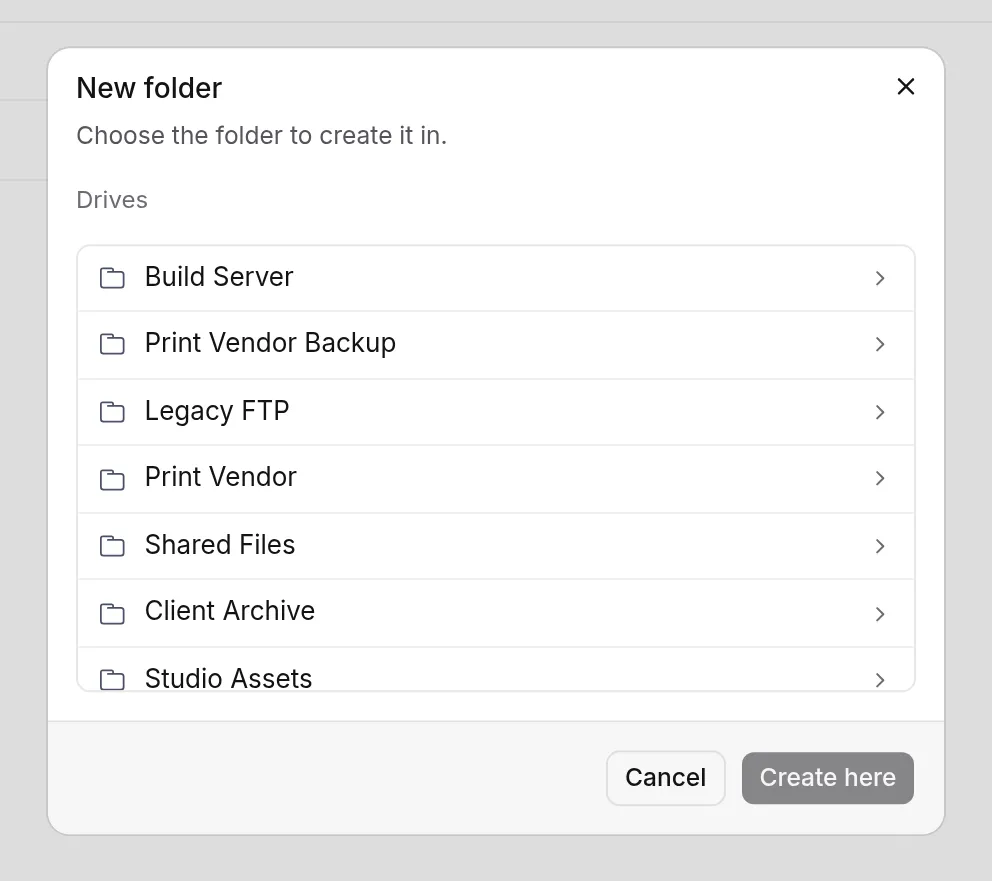 New folder
Choose the folder to create it in.
Drives
Build Server
Print Vendor Backup
Legacy FTP
Print Vendor
Shared Files
Client Archive
Studio Assets
Cancel
Create here